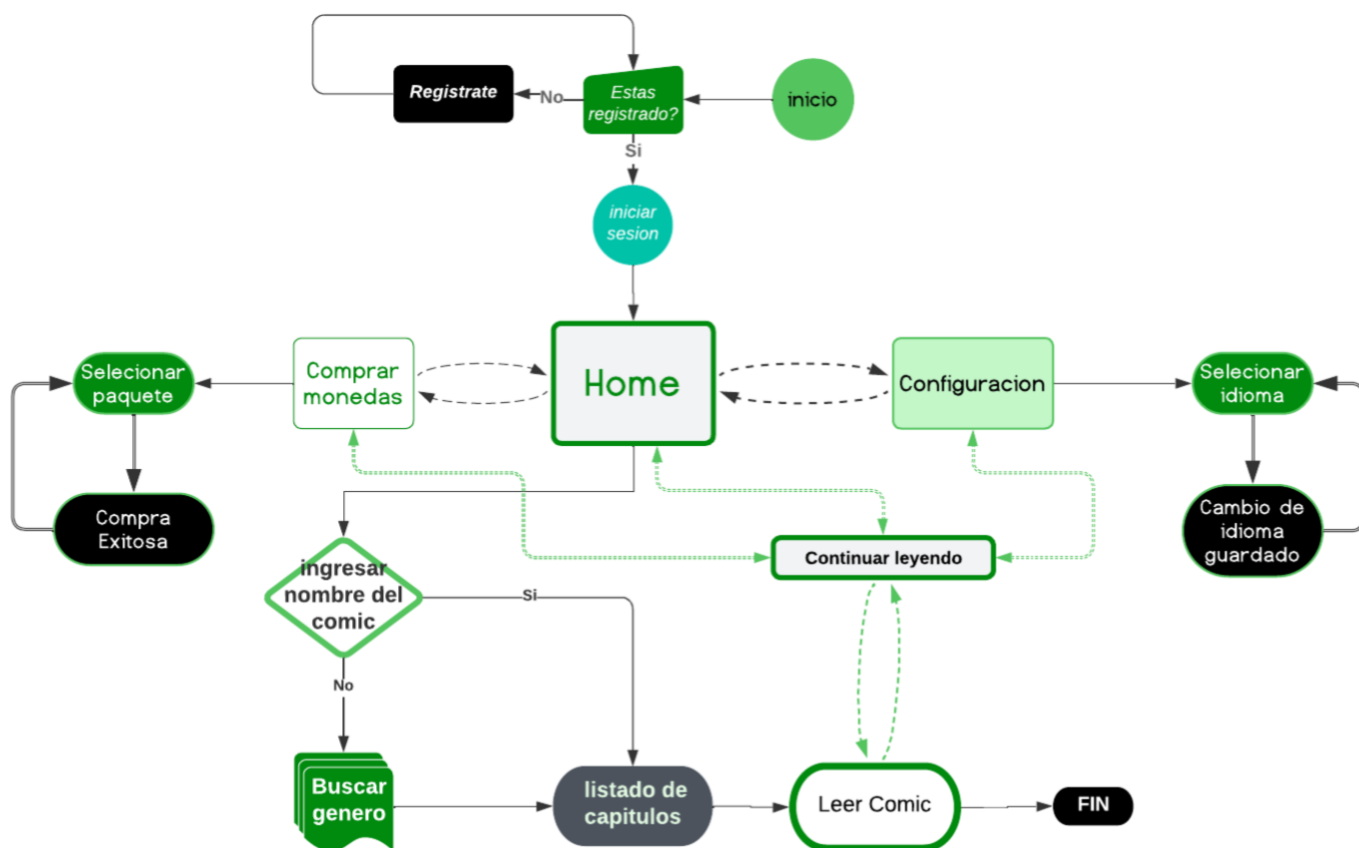 Registrate
No
Estas
registrado?
inicio
Si
iniciar
sesion
Selecionar
paquete
Comprar
monedas
Home
Configuracion
Selecionar
idioma
Compra
Exitosa
Cambio de
idioma
guardado
Continuar leyendo
ingresar
nombre del
comic
Si
No
Buscar
genero
listado de
capitulos
Leer Comic
FIN